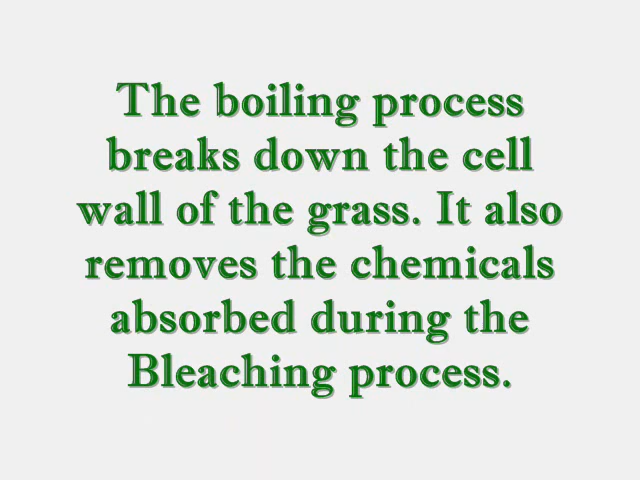 The boiling process
breaks down the cell
wall of the grass. It also
removes the chemicals
absorbed during the
Bleaching process.